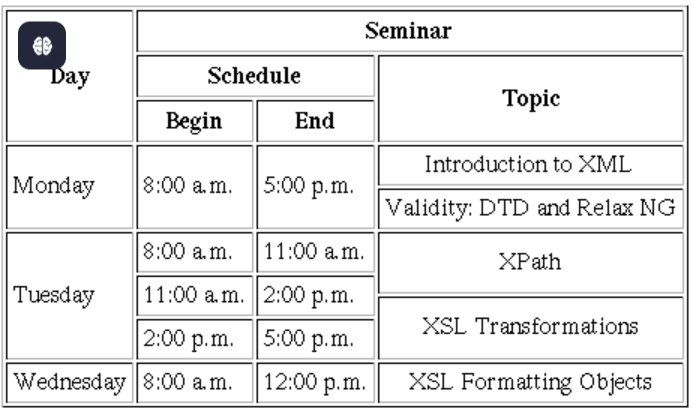 Seminar
Day
Schedule
Topic
Begin
End
Monday
8:00 a.m.
5:00 p.m.
Introduction to XML
Validity: DTD and Relax NG
Tuesday
8:00 a.m.
11:00 a.m.
XPath
11:00 a.m.
2:00 p.m.
XSL Transformations
2:00 p.m.
5:00 p.m.
Wednesday
8:00 a.m.
12:00 p.m.
XSL Formatting Objects